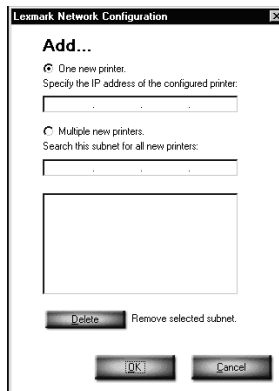 Lexmark Network Configuration
Add...
One new printer.
Specify the IP address of the configured printer:
. . .
Multiple new printers.
Search this subnet for all new printers:
. . .
Delete Remove selected subnet.
OK Cancel